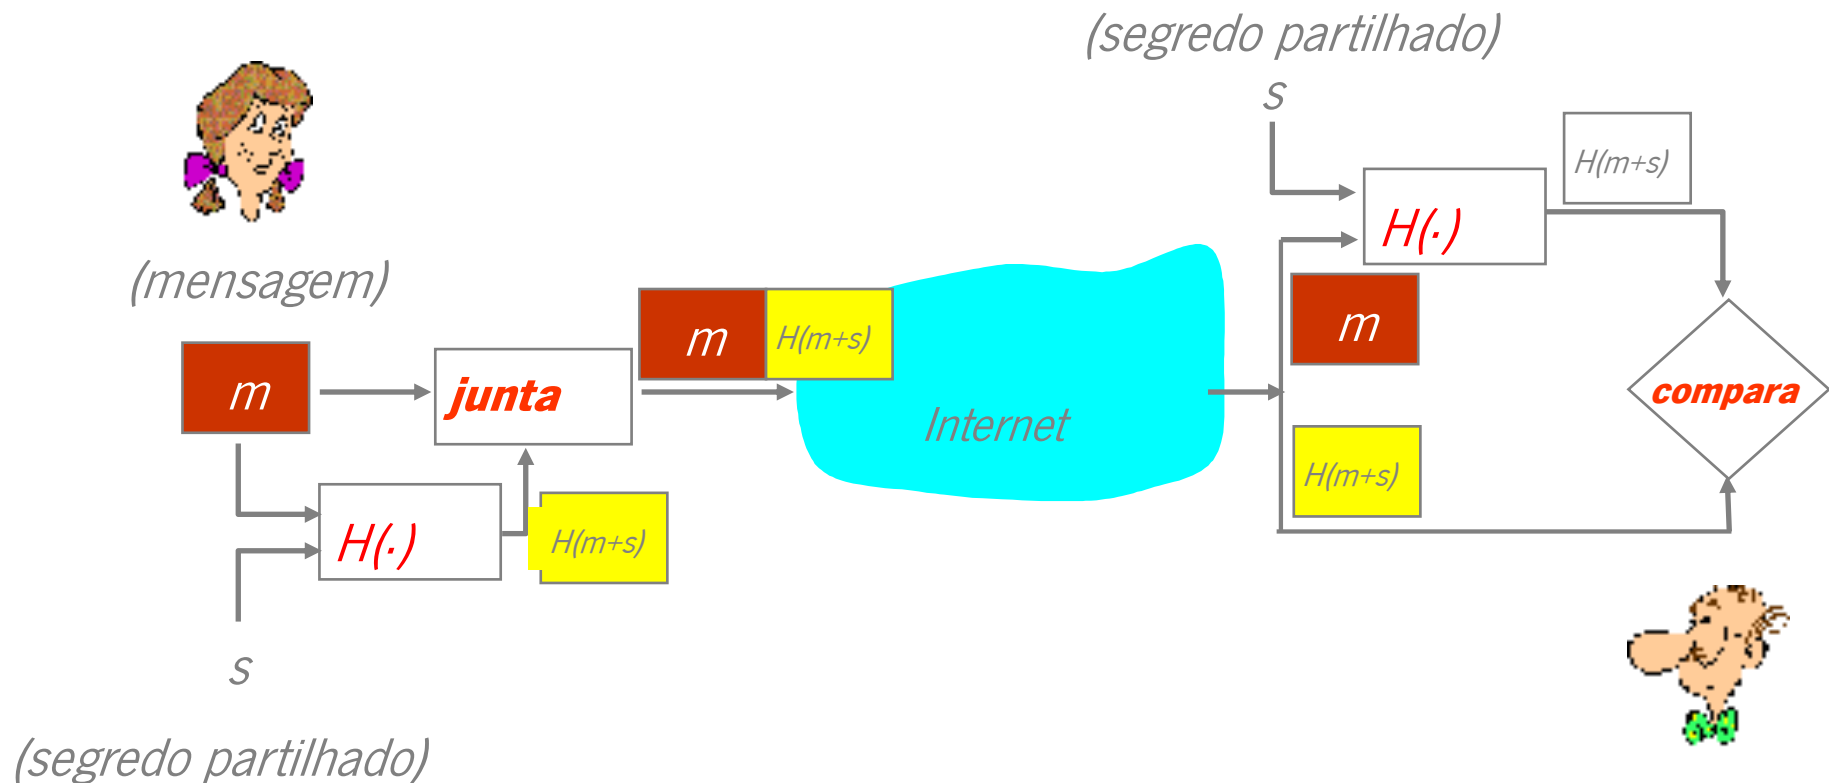 (segredo partilhado)
s
H(m+s)
H(·)
(mensagem)
m
H(m+s)
m
m
junta
compara
Internet
H(m+s)
H(·)
H(m+s)
s
(segredo partilhado)